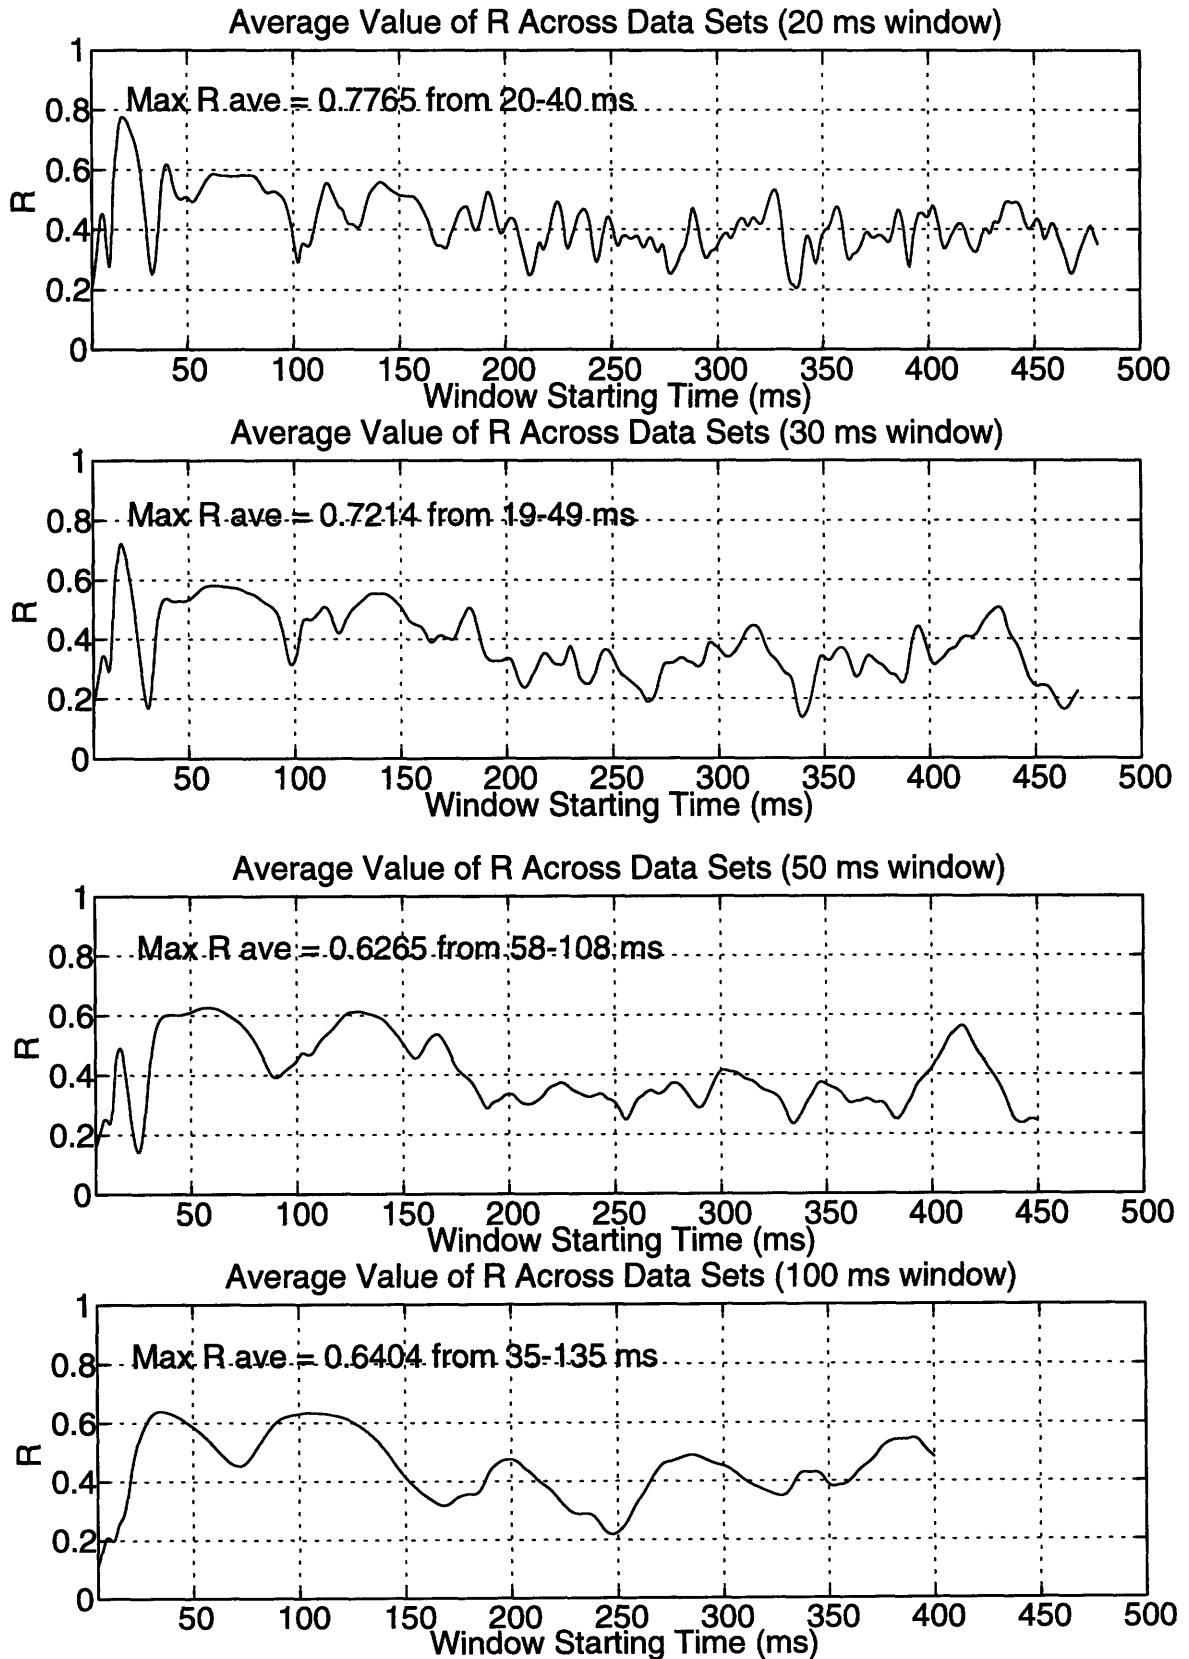 Average Value of R Across Data Sets (20 ms window)
1
0.8
0.6
0.4
0.2
0
R
Max R ave = 0.7765 from 20-40 ms
50 100 150 200 250 300 350 400 450 500
Window Starting Time (ms)
Average Value of R Across Data Sets (30 ms window)
1
0.8
0.6
0.4
0.2
0
R
Max R ave = 0.7214 from 19-49 ms
50 100 150 200 250 300 350 400 450 500
Window Starting Time (ms)
Average Value of R Across Data Sets (50 ms window)
1
0.8
0.6
0.4
0.2
0
R
Max R ave = 0.6265 from 58-108 ms
50 100 150 200 250 300 350 400 450 500
Window Starting Time (ms)
Average Value of R Across Data Sets (100 ms window)
1
0.8
0.6
0.4
0.2
0
R
Max R ave = 0.6404 from 35-135 ms
50 100 150 200 250 300 350 400 450 500
Window Starting Time (ms)